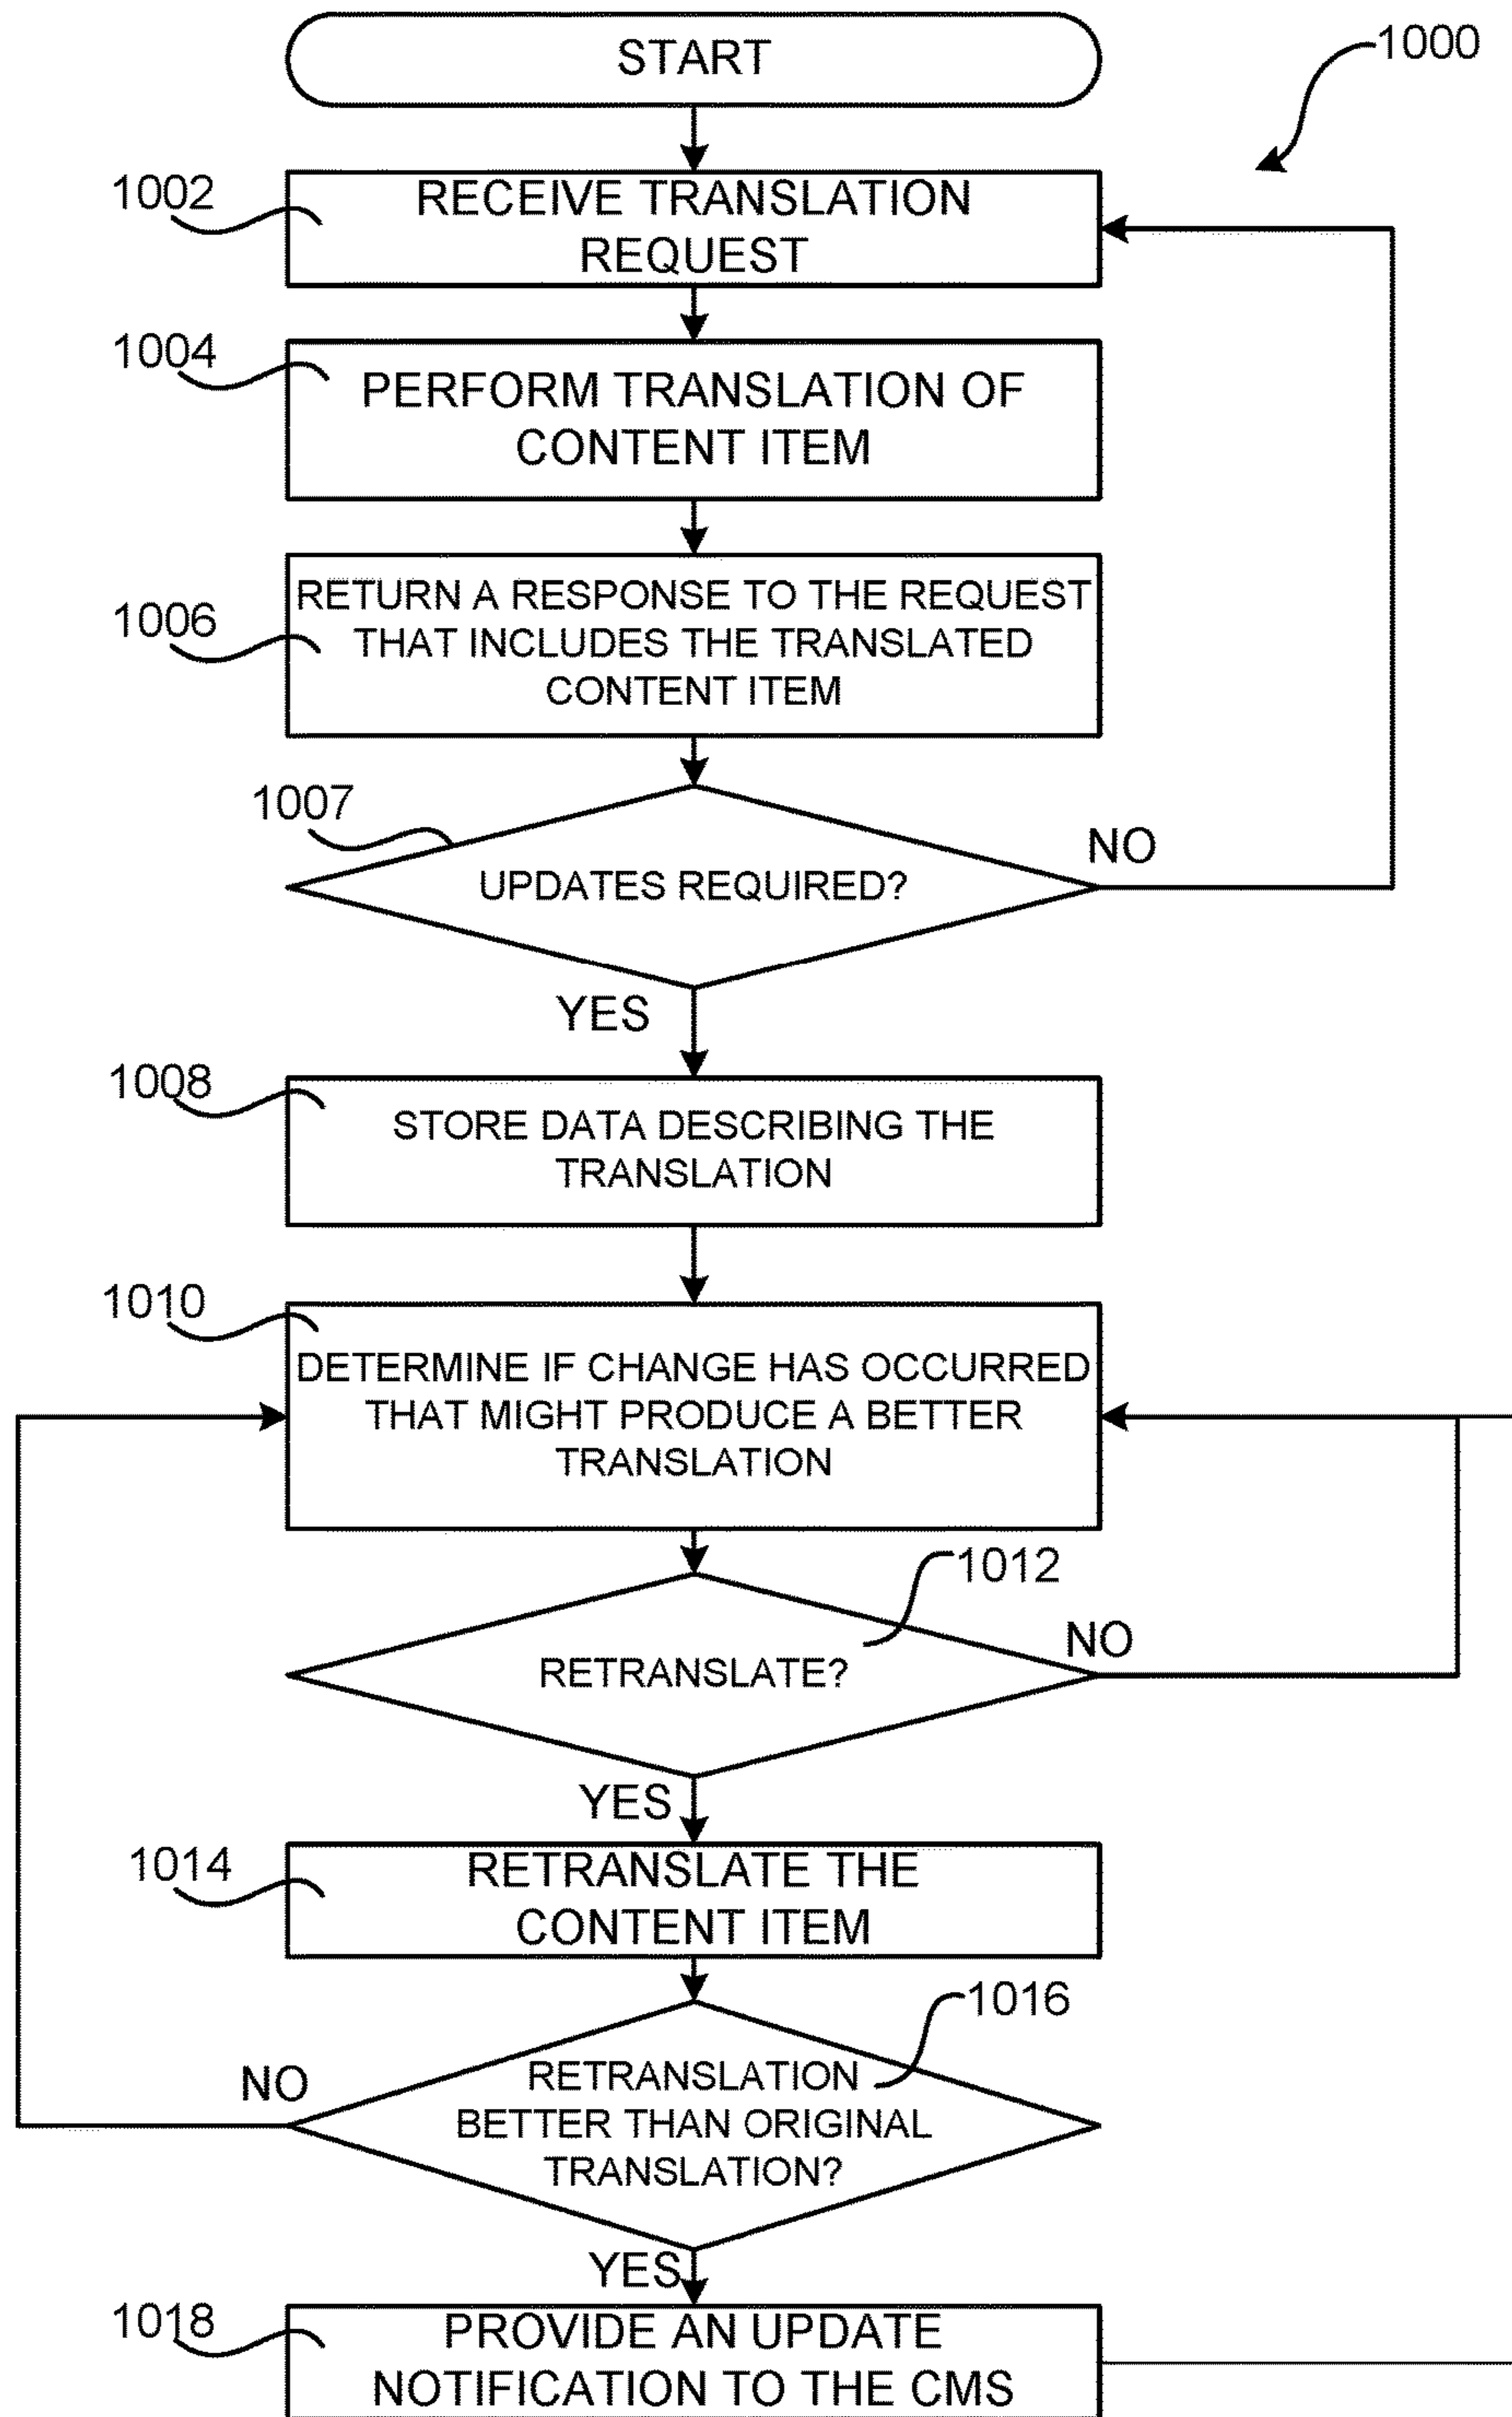 START
1000
1002
RECEIVE TRANSLATION
REQUEST
1004
PERFORM TRANSLATION OF
CONTENT ITEM
1006
RETURN A RESPONSE TO THE REQUEST
THAT INCLUDES THE TRANSLATED
CONTENT ITEM
1007
UPDATES REQUIRED?
NO
YES
1008
STORE DATA DESCRIBING THE
TRANSLATION
1010
DETERMINE IF CHANGE HAS OCCURRED
THAT MIGHT PRODUCE A BETTER
TRANSLATION
1012
RETRANSLATE?
NO
YES
1014
RETRANSLATE THE
CONTENT ITEM
1016
RETRANSLATION
BETTER THAN ORIGINAL
TRANSLATION?
NO
YES
1018
PROVIDE AN UPDATE
NOTIFICATION TO THE CMS